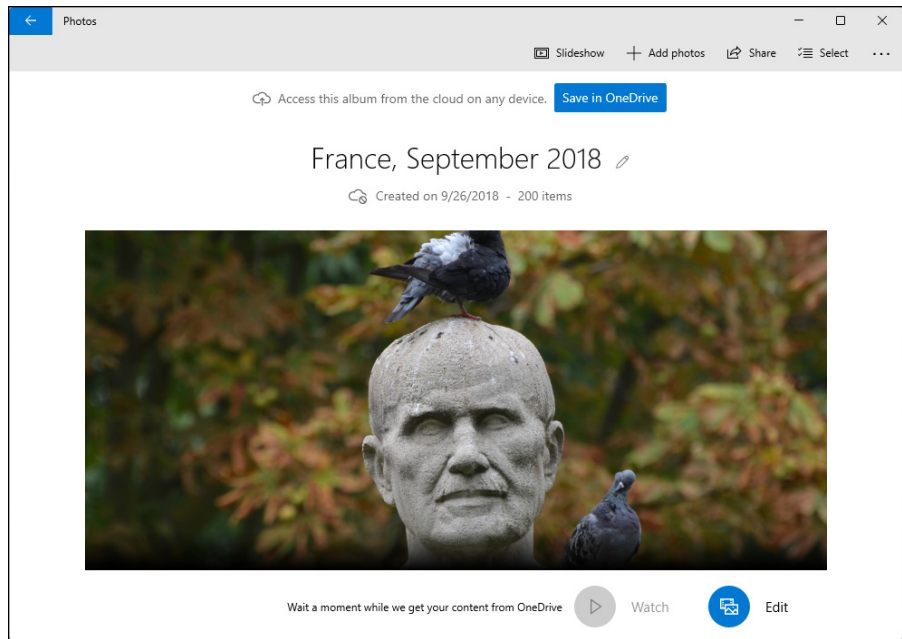 Photos
Slideshow Add photos Share Select
Access this album from the cloud on any device. Save in OneDrive
France, September 2018
Created on 9/26/2018 - 200 items
Wait a moment while we get your content from OneDrive Watch Edit